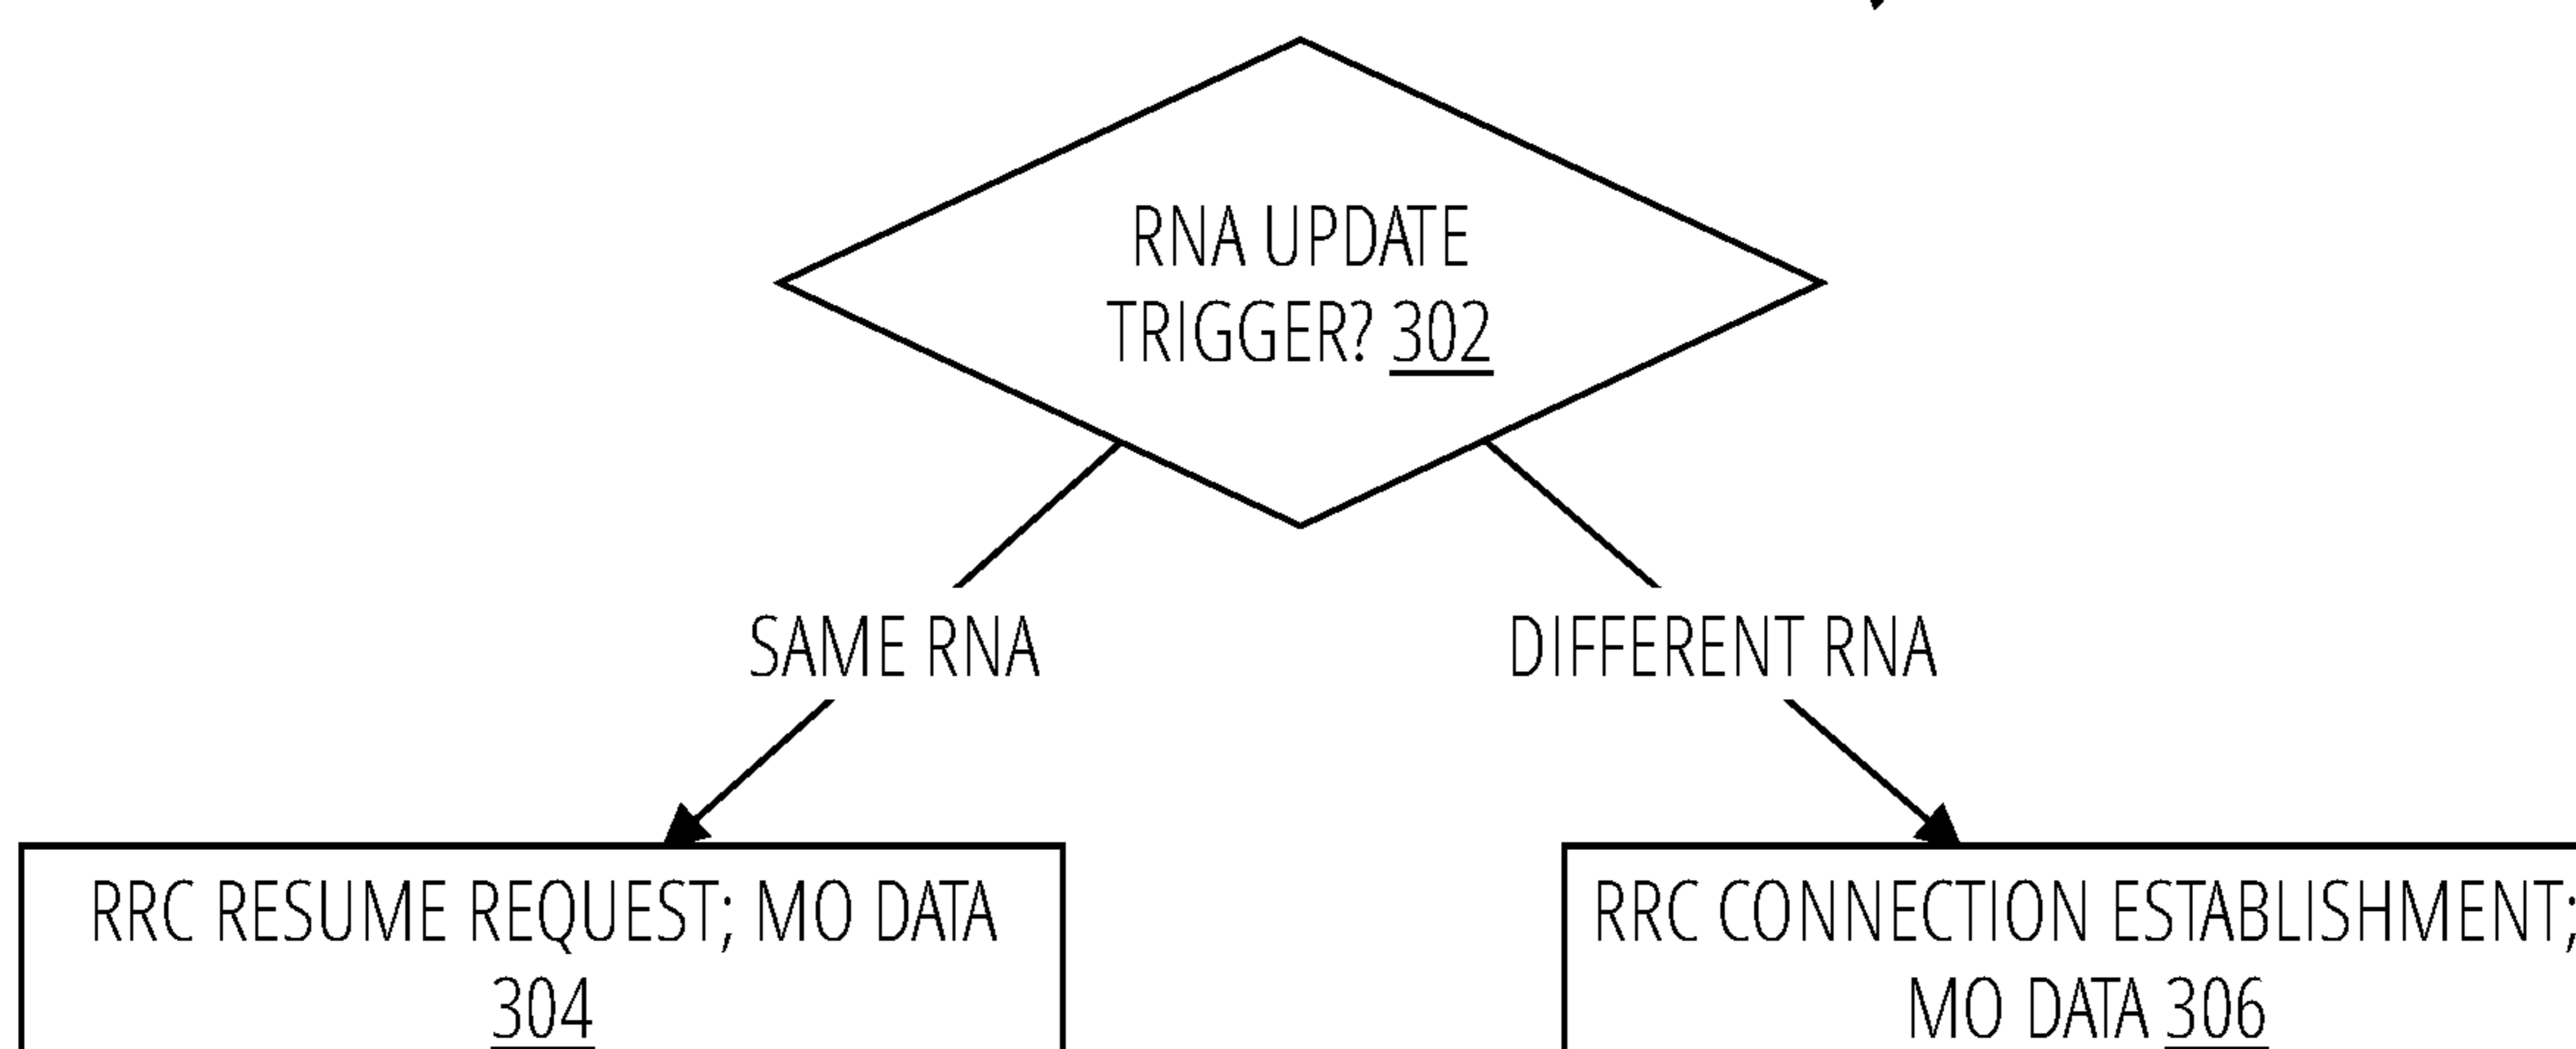 RNA UPDATE
TRIGGER? 302
SAME RNA
DIFFERENT RNA
RRC RESUME REQUEST; MO DATA
304
RRC CONNECTION ESTABLISHMENT;
MO DATA 306